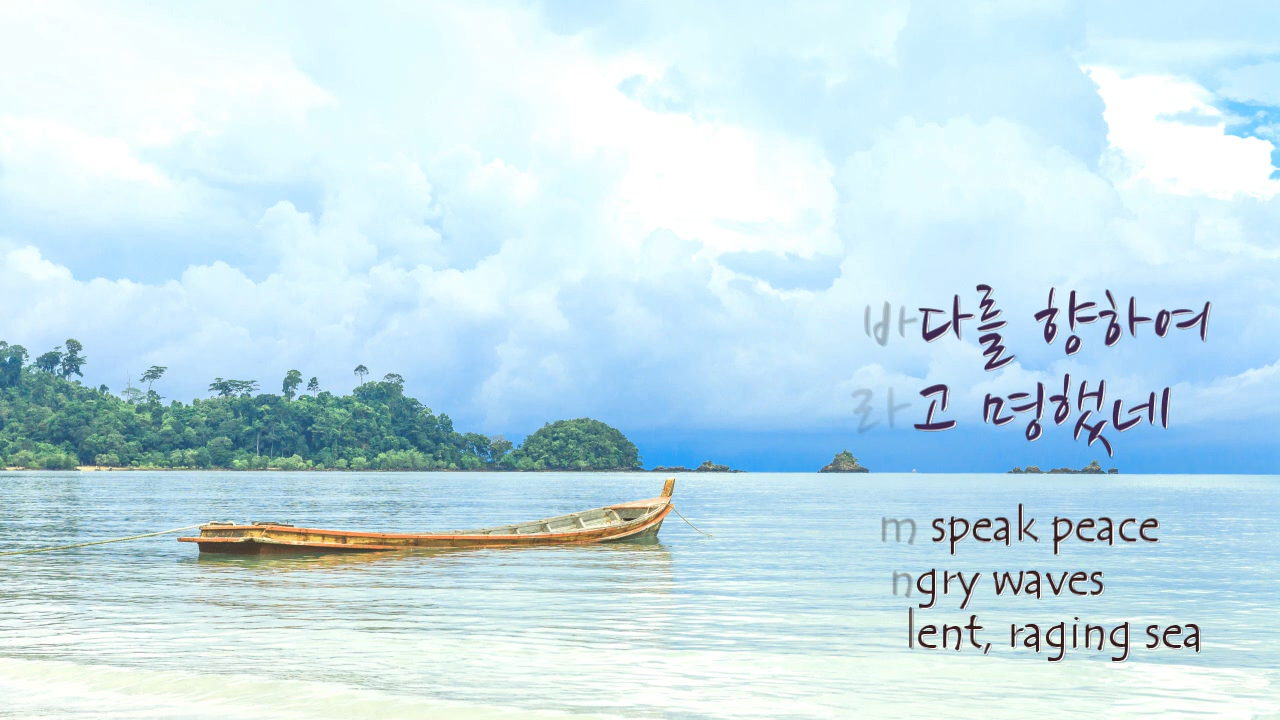 바다를 향하여
라고 명했네
m speak peace
ngry waves
lent, raging sea